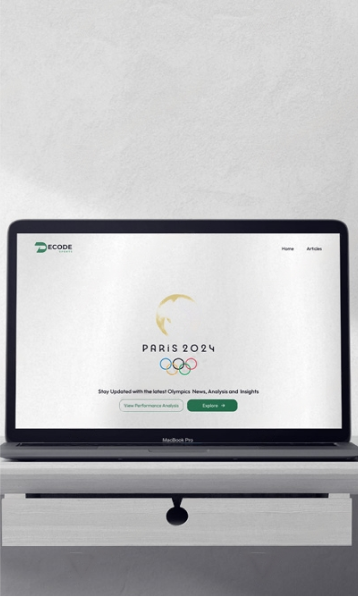 DECODE
Home Articles
PARIS 2024
Stay Updated with the latest Olympics News, Analysis and Insights
View Performance Analysis Explore →
MacBook Pro